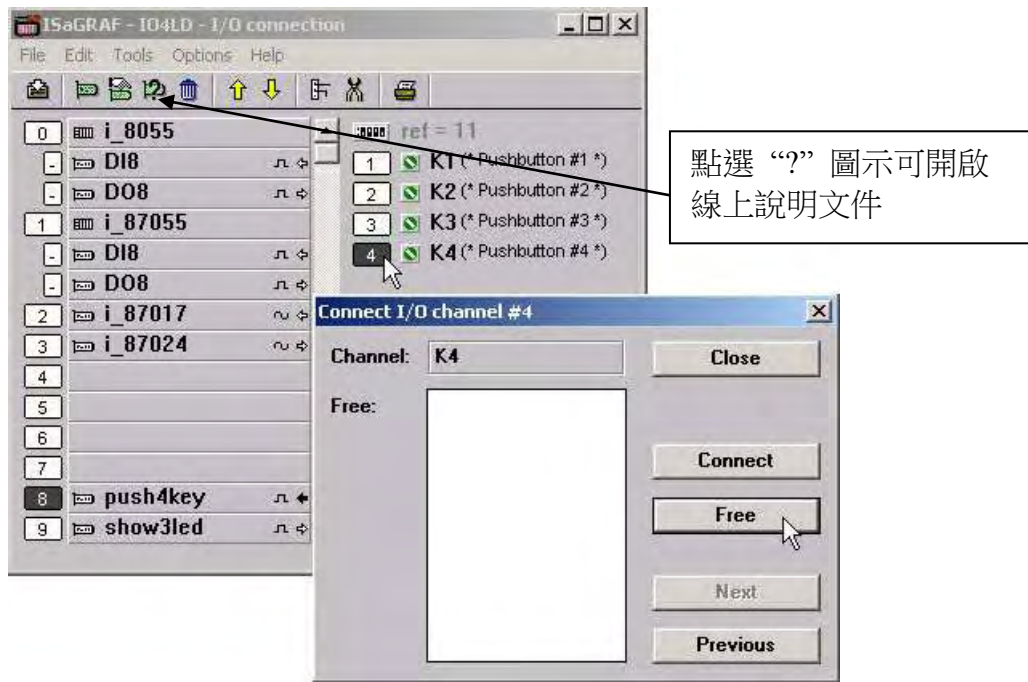 ISaGRAF - IO4LD - I/O connection
File Edit Tools Options Help
0 i_8055
- DI8
- DO8
1 i_87055
- DI8
- DO8
2 i_87017
3 i_87024
4
5
6
7
8 push4key
9 show3led
ref = 11
1 K1 (* Pushbutton #1 *)
2 K2 (* Pushbutton #2 *)
3 K3 (* Pushbutton #3 *)
4 K4 (* Pushbutton #4 *)
點選 “?” 圖示可開啟
線上說明文件
Connect I/O channel #4
Channel: K4
Close
Free:
Connect
Free
Next
Previous